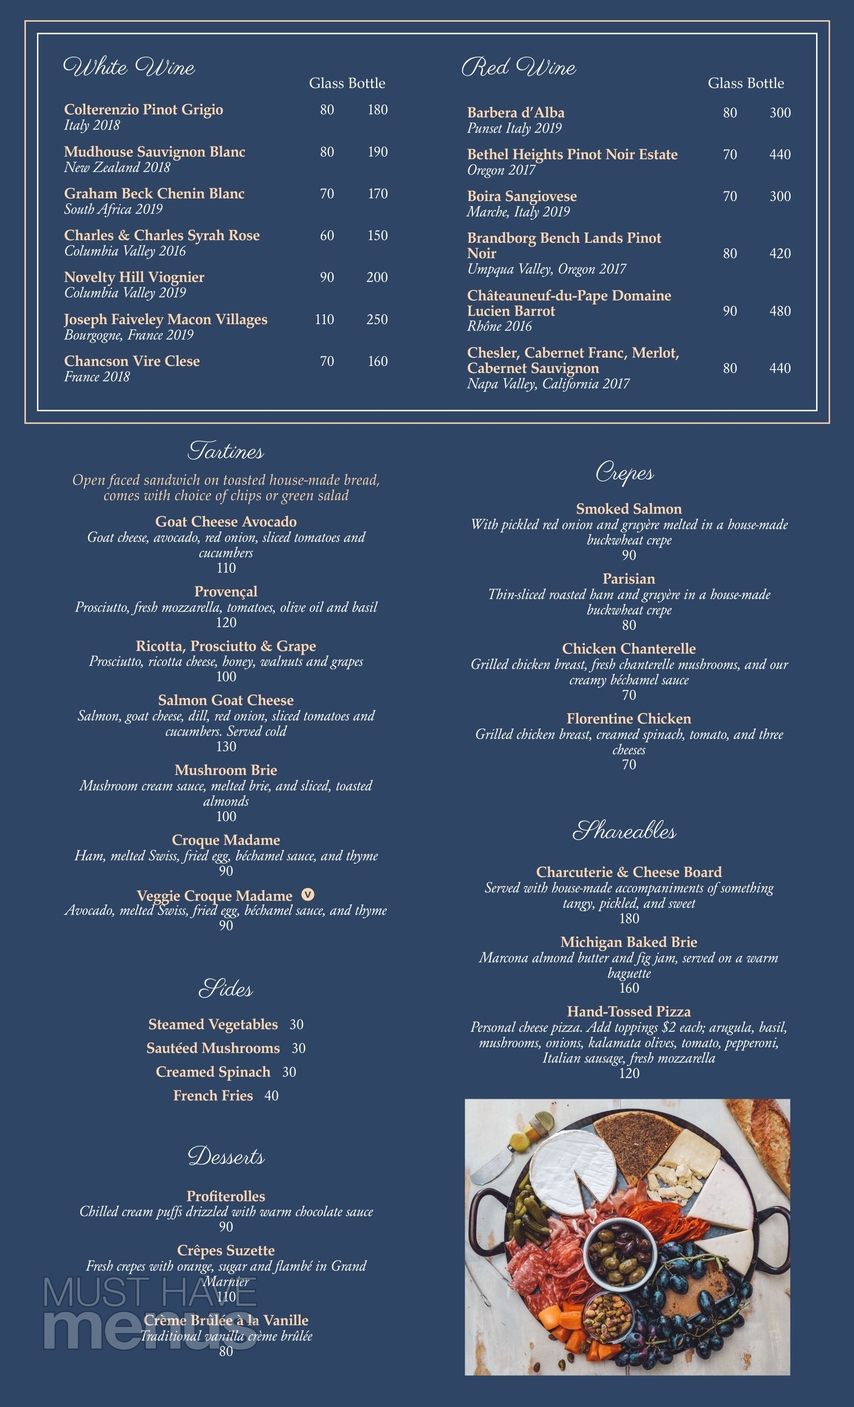 White Wine
Glass Bottle
Colterenzio Pinot Grigio 80 180
Italy 2018
Mudhouse Sauvignon Blanc 80 190
New Zealand 2018
Graham Beck Chenin Blanc 70 170
South Africa 2019
Charles & Charles Syrah Rose 60 150
Columbia Valley 2016
Novelty Hill Viognier 90 200
Columbia Valley 2019
Joseph Faiveley Macon Villages 110 250
Bourgogne, France 2019
Chancson Vire Clese 70 160
France 2018
Red Wine
Glass Bottle
Barbera d’Alba 80 300
Punset Italy 2019
Bethel Heights Pinot Noir Estate 70 440
Oregon 2017
Boira Sangiovese 70 300
Marche, Italy 2019
Brandborg Bench Lands Pinot
Noir 80 420
Umpqua Valley, Oregon 2017
Châteauneuf-du-Pape Domaine
Lucien Barrot 90 480
Rhône 2016
Chesler, Cabernet Franc, Merlot,
Cabernet Sauvignon 80 440
Napa Valley, California 2017
Tartines
Open faced sandwich on toasted house-made bread,
comes with choice of chips or green salad
Goat Cheese Avocado
Goat cheese, avocado, red onion, sliced tomatoes and
cucumbers
110
Provençal
Prosciutto, fresh mozzarella, tomatoes, olive oil and basil
120
Ricotta, Prosciutto & Grape
Prosciutto, ricotta cheese, honey, walnuts and grapes
100
Salmon Goat Cheese
Salmon, goat cheese, dill, red onion, sliced tomatoes and
cucumbers. Served cold
130
Mushroom Brie
Mushroom cream sauce, melted brie, and sliced, toasted
almonds
100
Croque Madame
Ham, melted Swiss, fried egg, béchamel sauce, and thyme
90
Veggie Croque Madame V
Avocado, melted Swiss, fried egg, béchamel sauce, and thyme
90
Sides
Steamed Vegetables 30
Sautéed Mushrooms 30
Creamed Spinach 30
French Fries 40
Desserts
Profiterolles
Chilled cream puffs drizzled with warm chocolate sauce
90
Crêpes Suzette
Fresh crepes with orange, sugar and flambé in Grand
Marnier
110
Crème Brûlée à la Vanille
Traditional vanilla crème brûlée
80
MUST HAVE
menus
Crepes
Smoked Salmon
With pickled red onion and gruyère melted in a house-made
buckwheat crepe
90
Parisian
Thin-sliced roasted ham and gruyère in a house-made
buckwheat crepe
80
Chicken Chanterelle
Grilled chicken breast, fresh chanterelle mushrooms, and our
creamy béchamel sauce
70
Florentine Chicken
Grilled chicken breast, creamed spinach, tomato, and three
cheeses
70
Shareables
Charcuterie & Cheese Board
Served with house-made accompaniments of something
tangy, pickled, and sweet
180
Michigan Baked Brie
Marcona almond butter and fig jam, served on a warm
baguette
160
Hand-Tossed Pizza
Personal cheese pizza. Add toppings $2 each; arugula, basil,
mushrooms, onions, kalamata olives, tomato, pepperoni,
Italian sausage, fresh mozzarella
120